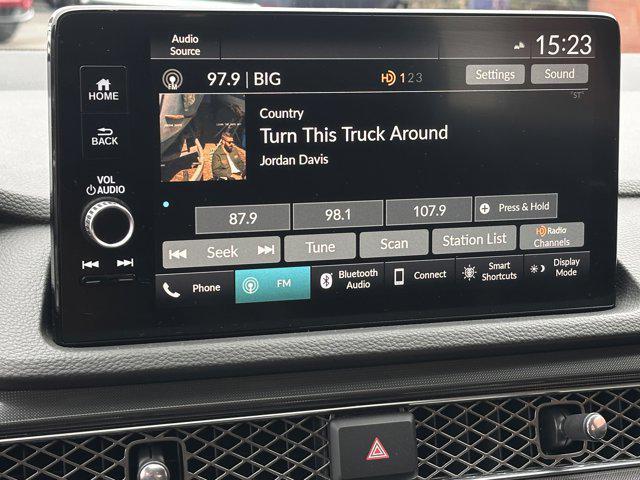 Audio
Source
15:23
HOME
FM
97.9 | BIG
HD 1 2 3
Settings
Sound
"ST"
Country
Turn This Truck Around
Jordan Davis
BACK
VOL
AUDIO
87.9
98.1
107.9
Press & Hold
Seek
Tune
Scan
Station List
HD Radio
Channels
Phone
FM
Bluetooth
Audio
Connect
Smart
Shortcuts
Display
Mode